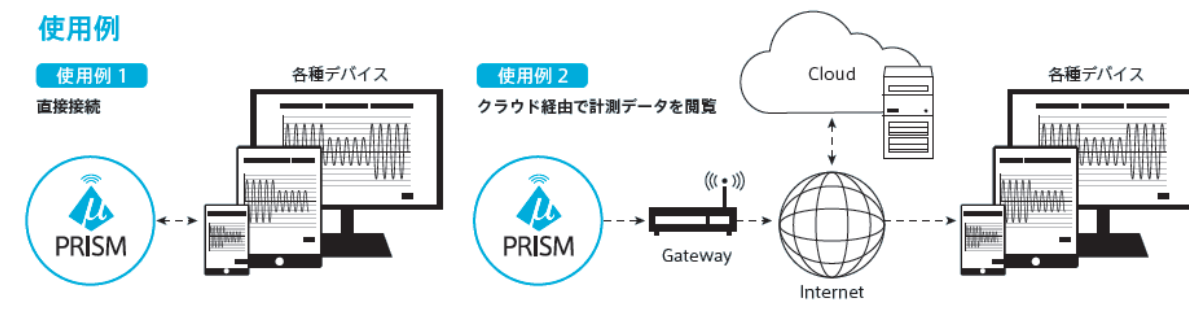 使用例
使用例 1
直接接続
各種デバイス
μ
PRISM
使用例 2
クラウド経由で計測データを閲覧
μ
PRISM
Gateway
Cloud
Internet
各種デバイス